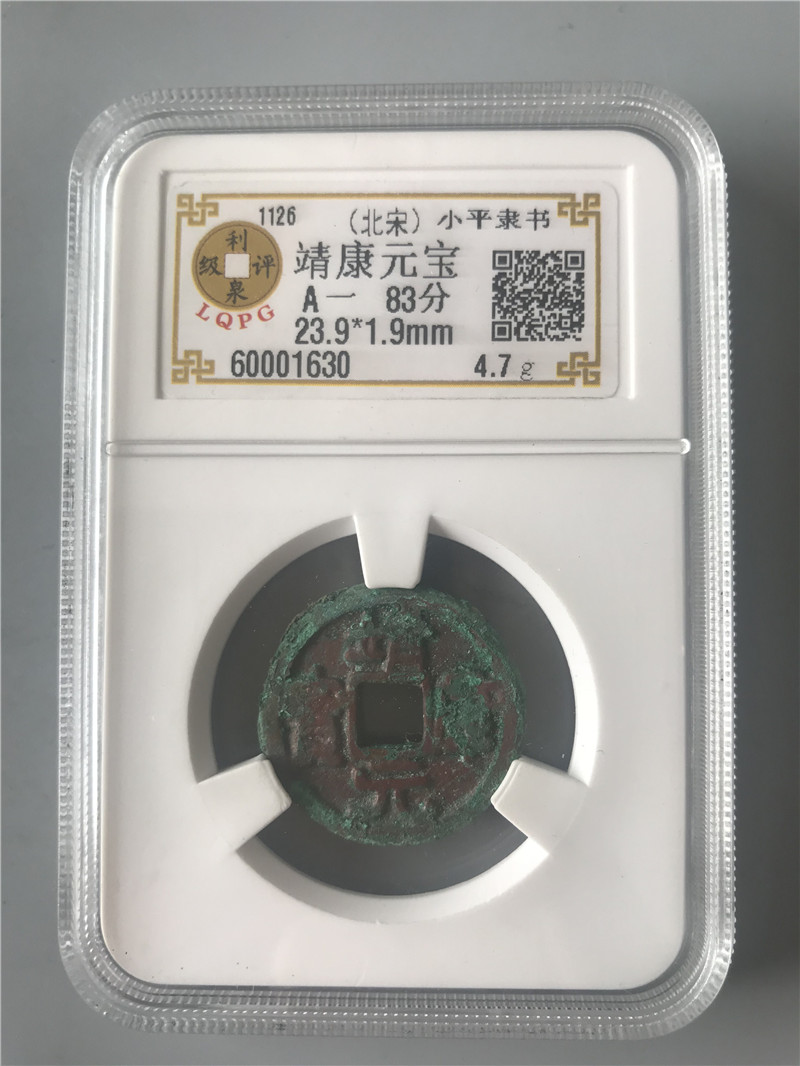 1126 （北宋）小平隶书
利泉评级
LQPG
靖康元宝
A一 83分
23.9*1.9mm
60001630 4.7g